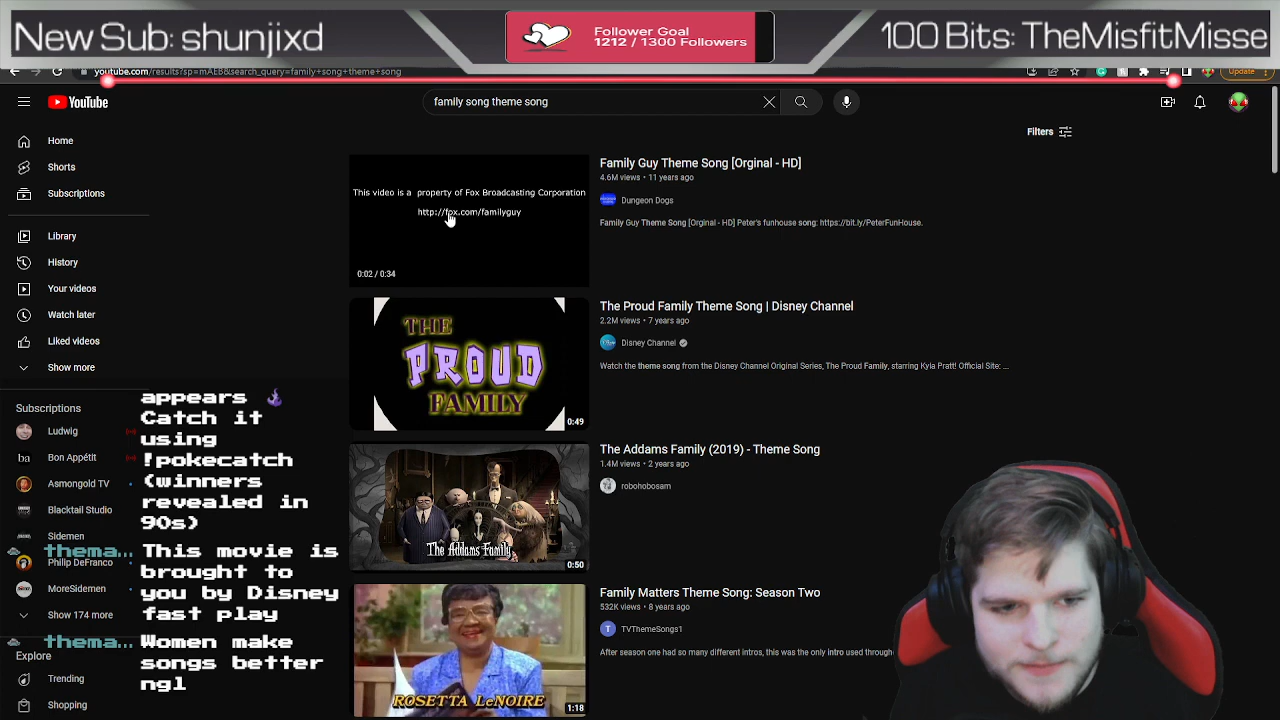 New Sub: shunjixd
Follower Goal
1212 / 1300 Followers
100 Bits: TheMisfitMisse
youtube.com/results?sp=mAEB&search_query=family+song+theme+song
Update
YouTube
family song theme song
Filters
Home
Shorts
Subscriptions
Library
History
Your videos
Watch later
Liked videos
Show more
Subscriptions
Ludwig
Bon Appétit
Asmongold TV
Blacktail Studio
Sidemen
Philip DeFranco
MoreSidemen
Show 174 more
Explore
Trending
Shopping
appears
Catch it
using
!pokecatch
(winners
revealed in
90s)
thema... This movie is
brought to
you by Disney
fast play
thema... Women make
songs better
ngl
This video is a property of Fox Broadcasting Corporation
http://fox.com/familyguy
0:02 / 0:34
Family Guy Theme Song [Orginal - HD]
4.6M views • 11 years ago
Dungeon Dogs
Family Guy Theme Song [Orginal - HD] Peter's funhouse song: https://bit.ly/PeterFunHouse.
THE
PROUD
FAMILY
0:49
The Proud Family Theme Song | Disney Channel
2.2M views • 7 years ago
Disney Channel
Watch the theme song from the Disney Channel Original Series, The Proud Family, starring Kyla Pratt! Official Site: ...
The Addams Family
0:50
The Addams Family (2019) - Theme Song
1.4M views • 2 years ago
robohobosam
ROSETTA LeNOIRE
1:18
Family Matters Theme Song: Season Two
532K views • 8 years ago
T
TVThemeSongs1
After season one had so many different intros, this was the only intro used through